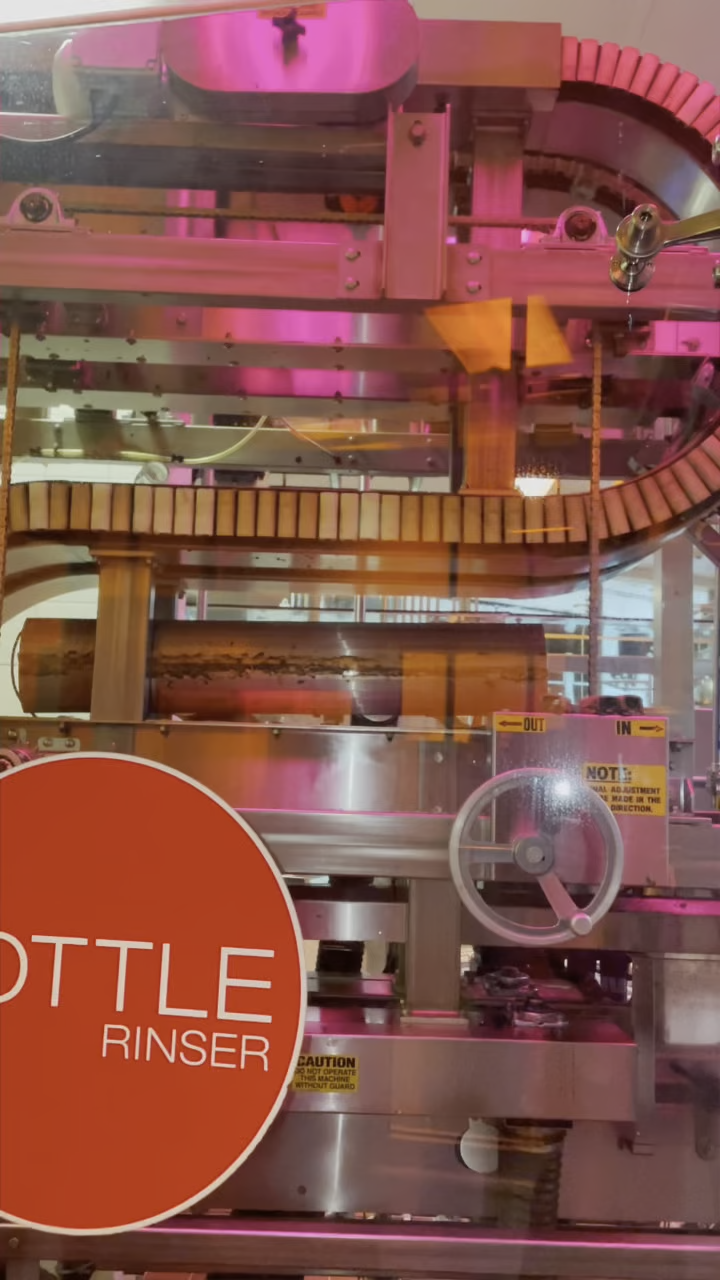 OUT
IN
NOTE:
NAL ADJUSTMENT
BE MADE IN THE
DIRECTION.
OTTLE
RINSER
CAUTION
DO NOT OPERATE
THIS MACHINE
WITHOUT GUARD